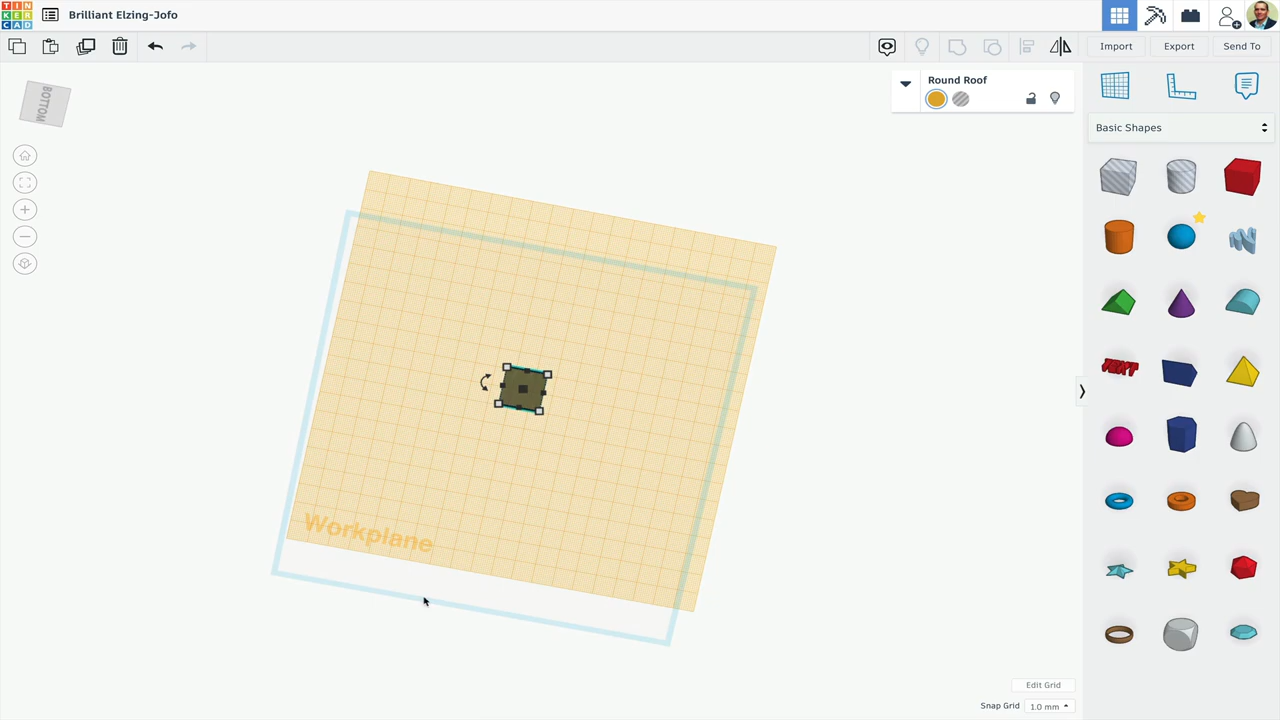 TIN
KER
CAD
Brilliant Elzing-Jofo
Import
Export
Send To
BOTTOM
Round Roof
Basic Shapes
TEXT
Workplane
Edit Grid
Snap Grid 1.0 mm